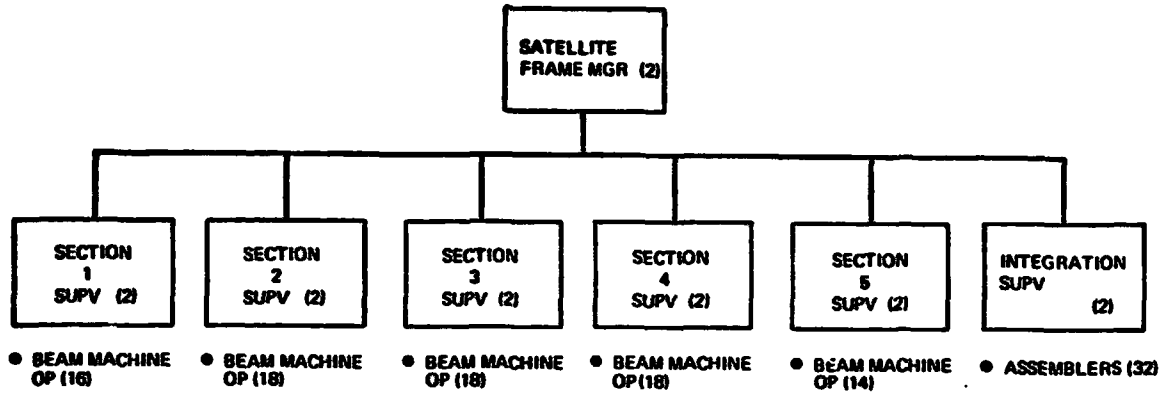 SATELLITE
FRAME MGR (2)
SECTION
1
SUPV (2)
SECTION
2
SUPV (2)
SECTION
3
SUPV (2)
SECTION
4
SUPV (2)
SECTION
5
SUPV (2)
INTEGRATION
SUPV
(2)
● BEAM MACHINE
OP (16)
● BEAM MACHINE
OP (18)
● BEAM MACHINE
OP (18)
● BEAM MACHINE
OP(18)
● BEAM MACHINE
OP (14)
● ASSEMBLERS (32)